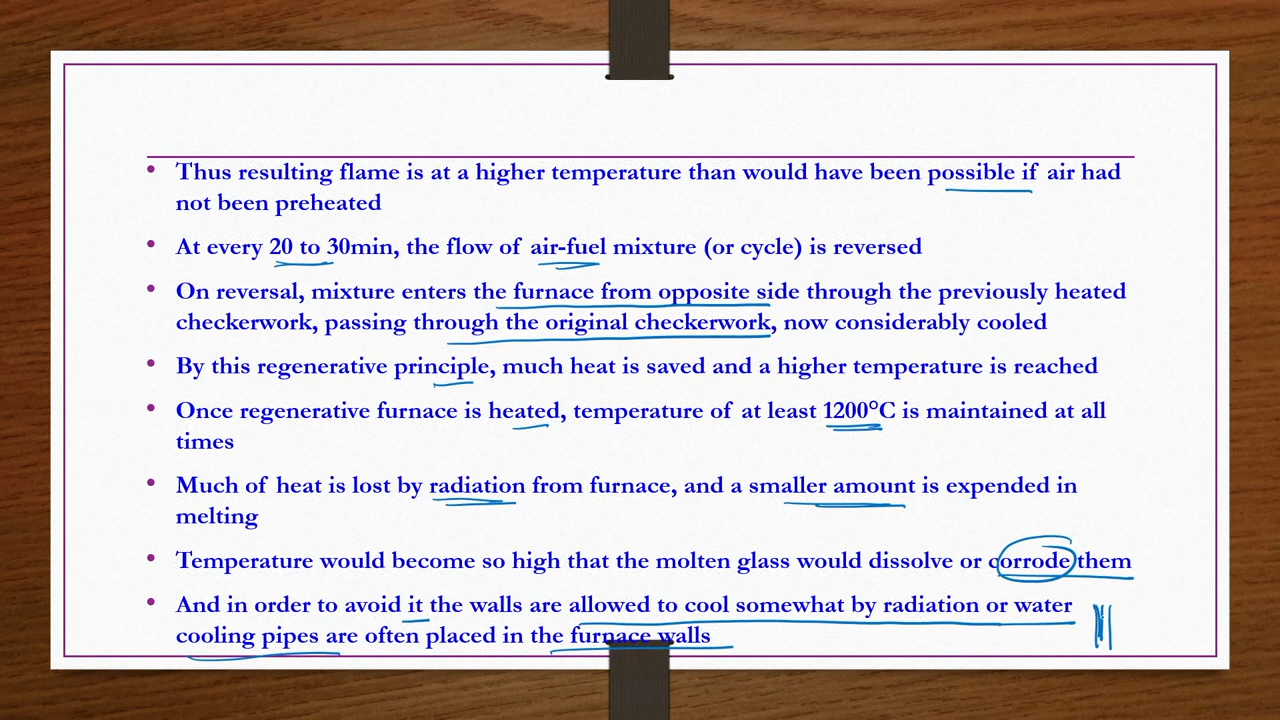 • Thus resulting flame is at a higher temperature than would have been possible if air had
not been preheated
• At every 20 to 30min, the flow of air-fuel mixture (or cycle) is reversed
• On reversal, mixture enters the furnace from opposite side through the previously heated
checkerwork, passing through the original checkerwork, now considerably cooled
• By this regenerative principle, much heat is saved and a higher temperature is reached
• Once regenerative furnace is heated, temperature of at least 1200°C is maintained at all
times
• Much of heat is lost by radiation from furnace, and a smaller amount is expended in
melting
• Temperature would become so high that the molten glass would dissolve or corrode them
• And in order to avoid it the walls are allowed to cool somewhat by radiation or water
cooling pipes are often placed in the furnace walls